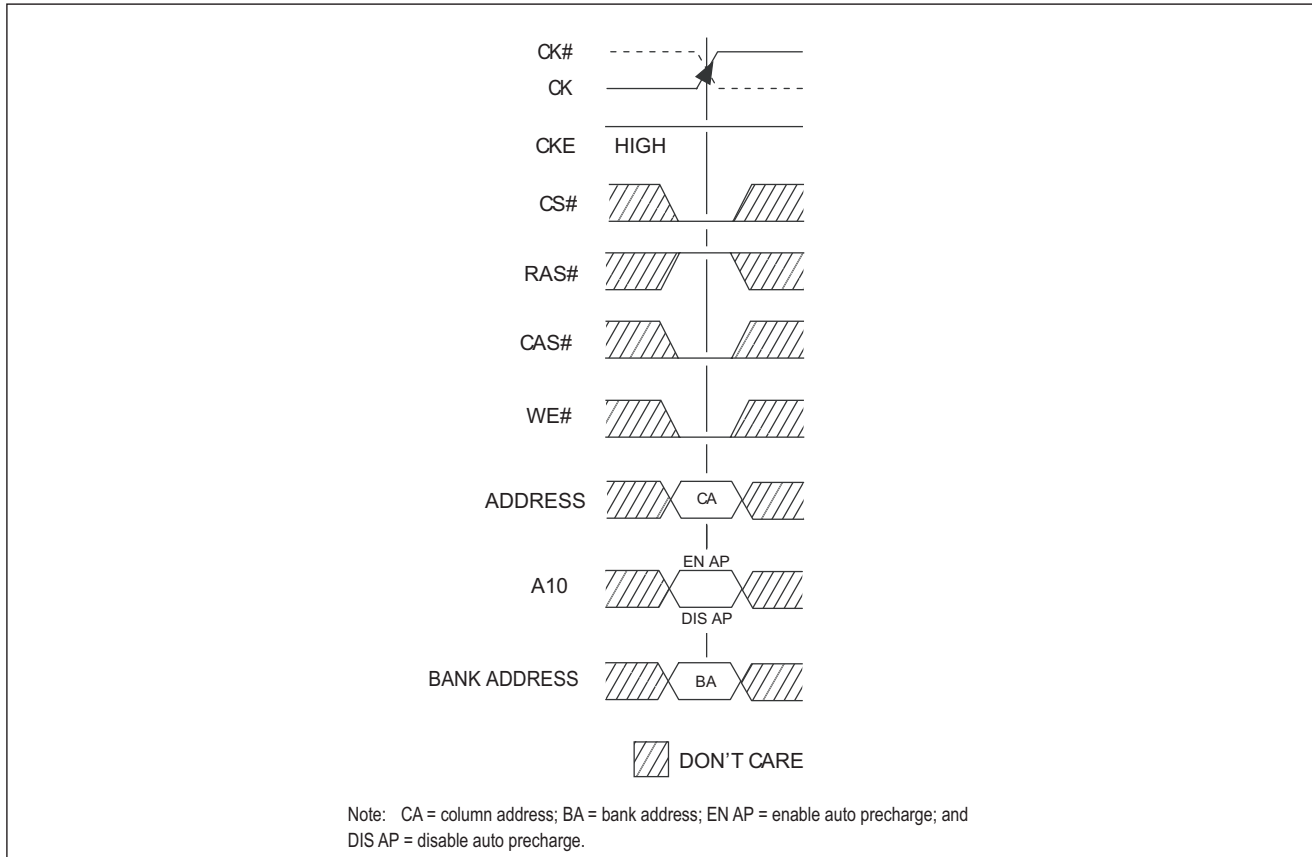 CK#
CK
CKE HIGH
CS#
RAS#
CAS#
WE#
ADDRESS CA
EN AP
A10
DIS AP
BANK ADDRESS BA
DON'T CARE
Note: CA = column address; BA = bank address; EN AP = enable auto precharge; and
DIS AP = disable auto precharge.